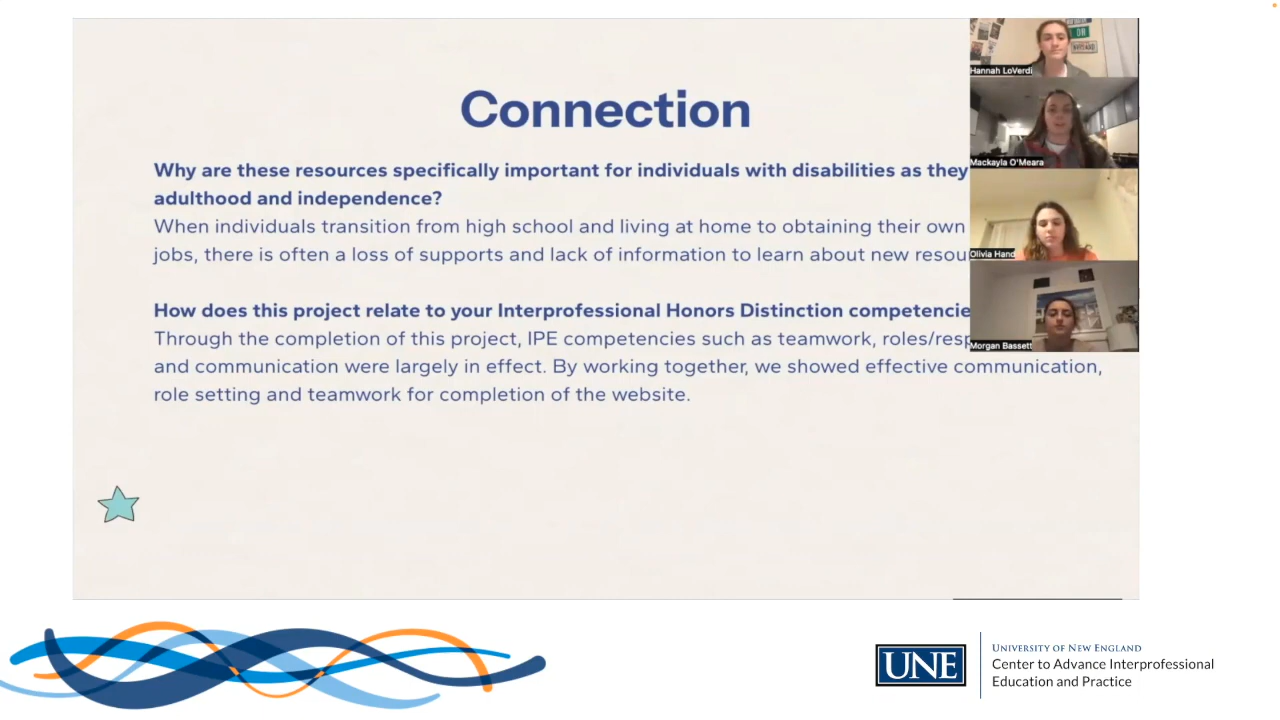 Connection
Why are these resources specifically important for individuals with disabilities as they
adulthood and independence?
When individuals transition from high school and living at home to obtaining their own
jobs, there is often a loss of supports and lack of information to learn about new
How does this project relate to your Interprofessional Honors Distinction
Through the completion of this project, IPE competencies such as teamwork,
and communication were largely in effect. By working together, we showed effective communication,
role setting and teamwork for completion of the website.
Hannah LoVerdi
Mackayla O'Meara
Olivia Hand
Morgan Bassett
UNE
UNIVERSITY OF NEW ENGLAND
Center to Advance Interprofessional
Education and Practice